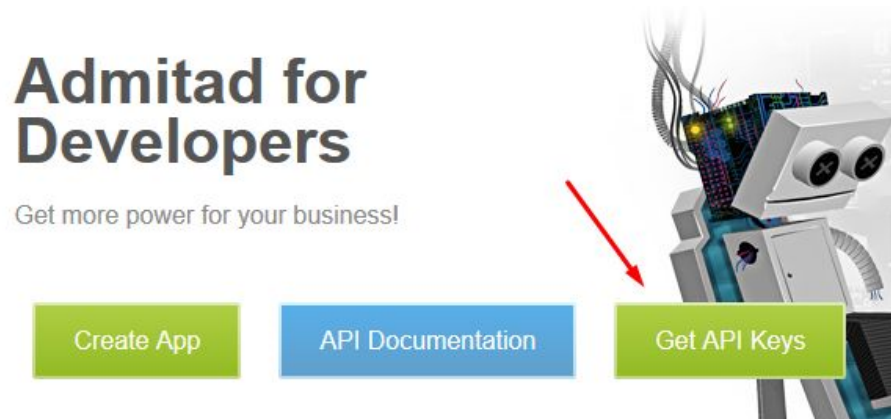 Admitad for
Developers
Get more power for your business!
Create App
API Documentation
Get API Keys